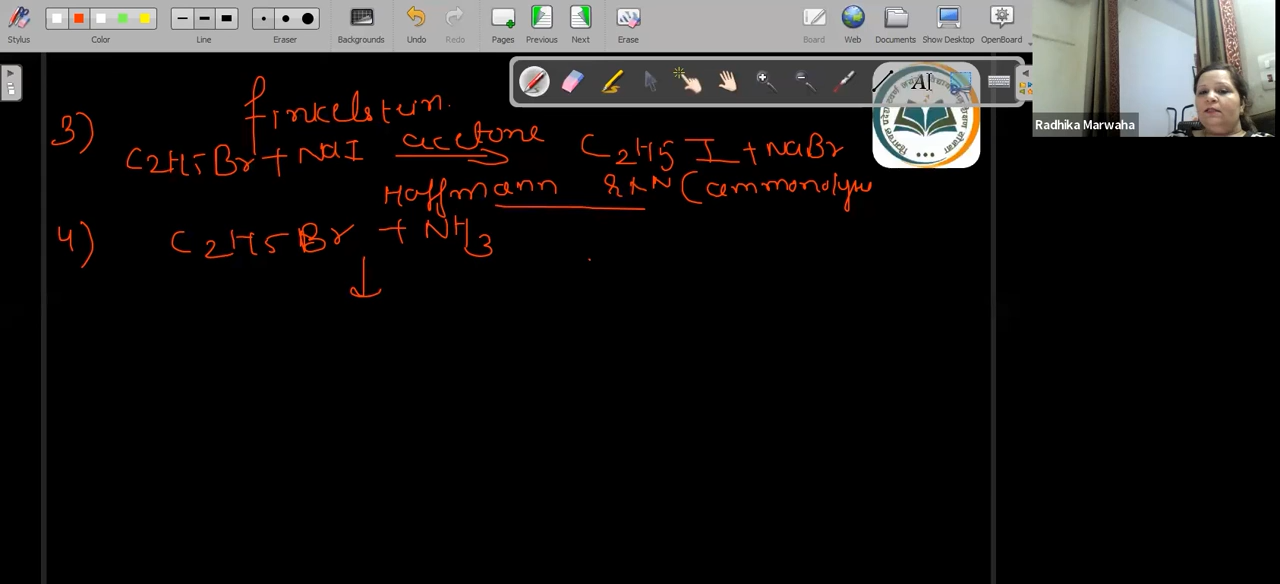 Stylus Color Line Eraser Backgrounds Undo Redo Pages Previous Next Erase Board Web Documents Show Desktop OpenBoard
Radhika Marwaha
finkelstein.
3) C2H5Br + NaI acetone C2H5I + NaBr
Hoffmann rxN (ammonolyse
4) C2H5Br + NH3